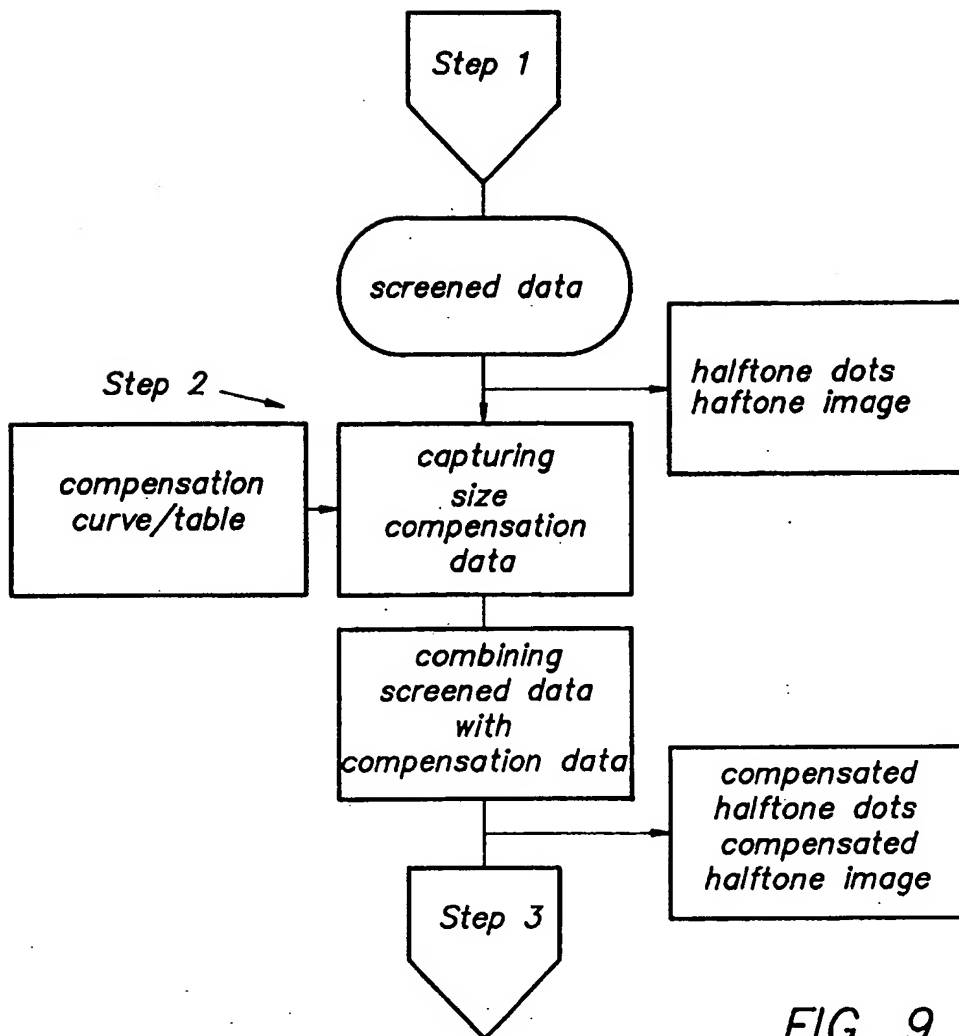 Step 1
screened data
halftone dots
haftone image
Step 2
compensation
curve/table
capturing
size
compensation
data
combining
screened data
with
compensation data
compensated
halftone dots
compensated
halftone image
Step 3
FIG. 9